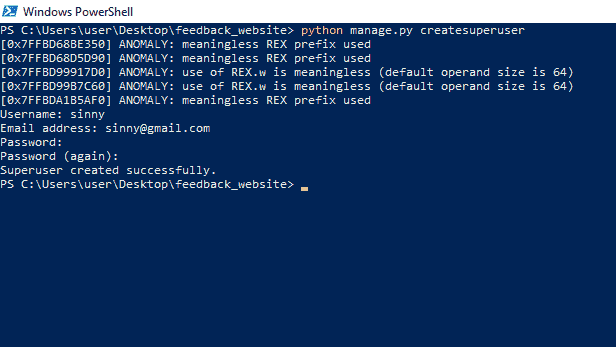 Windows PowerShell
PS C:\Users\user\Desktop\feedback_website> python manage.py createsuperuser
[0x7FFBD68BE350] ANOMALY: meaningless REX prefix used
[0x7FFBD68D5D90] ANOMALY: meaningless REX prefix used
[0x7FFBD99917D0] ANOMALY: use of REX.w is meaningless (default operand size is 64)
[0x7FFBD99B7C60] ANOMALY: use of REX.w is meaningless (default operand size is 64)
[0x7FFBDA1B5AF0] ANOMALY: meaningless REX prefix used
Username: sinny
Email address: sinny@gmail.com
Password:
Password (again):
Superuser created successfully.
PS C:\Users\user\Desktop\feedback_website>